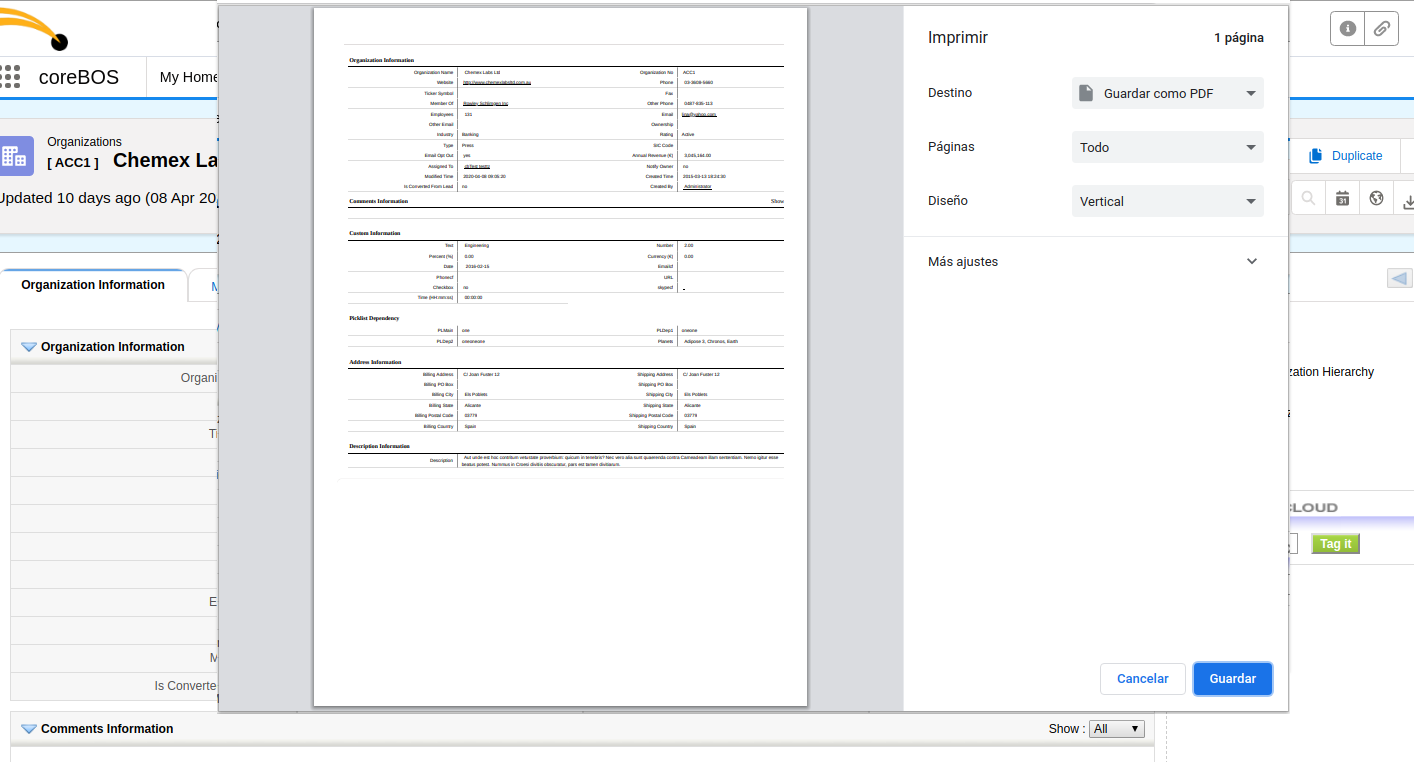 coreBOS
My Home
Organizations
[ ACC1 ] Chemex La
Updated 10 days ago (08 Apr 20
Organization Information
Organization Information
Organi
Is Converte
Comments Information
Show : All
Organization Information
Organization Name Chemex Labs Ltd Organization No ACC1
Website http://www.chemexlabsltd.com.au Phone 03-3608-5660
Ticker Symbol Fax
Member Of Rowley Schlimgen Inc Other Phone 0487-835-113
Employees 131 Email
Other Email Ownership
Industry Banking Rating Active
Type Press SIC Code
Email Opt Out yes Annual Revenue (€) 3,045,164.00
Assigned To cbTest testtz Notify Owner no
Modified Time 2020-04-08 09:05:20 Created Time 2015-03-13 18:24:30
Is Converted From Lead no Created By Administrator
Comments Information Show
Custom Information
Text Engineering Number 2.00
Percent (%) 0.00 Currency (€) 0.00
Date 2016-02-15 Emailcf
Phonecf URL
Checkbox no skypecf
Time (HH:mm:ss) 00:00:00
Picklist Dependency
PLMain one PLDep1 oneone
PLDep2 oneoneone Planets Adipose 3, Chronos, Earth
Address Information
Billing Address C/ Joan Fuster 12 Shipping Address C/ Joan Fuster 12
Billing PO Box Shipping PO Box
Billing City Els Poblets Shipping City Els Poblets
Billing State Alicante Shipping State Alicante
Billing Postal Code 03779 Shipping Postal Code 03779
Billing Country Spain Shipping Country Spain
Description Information
Description Aut unde est hoc contritum vetustate proverbium: quicum in tenebris? Nec vero alia sunt quaerenda contra Carneadeam illam sententiam. Nemo igitur esse
beatus potest. Nummus in Croesi divitiis obscuratur, pars est tamen divitiarum.
Imprimir 1 página
Destino Guardar como PDF
Páginas Todo
Diseño Vertical
Más ajustes
Cancelar Guardar
Duplicate
31
zation Hierarchy
CLOUD
Tag it